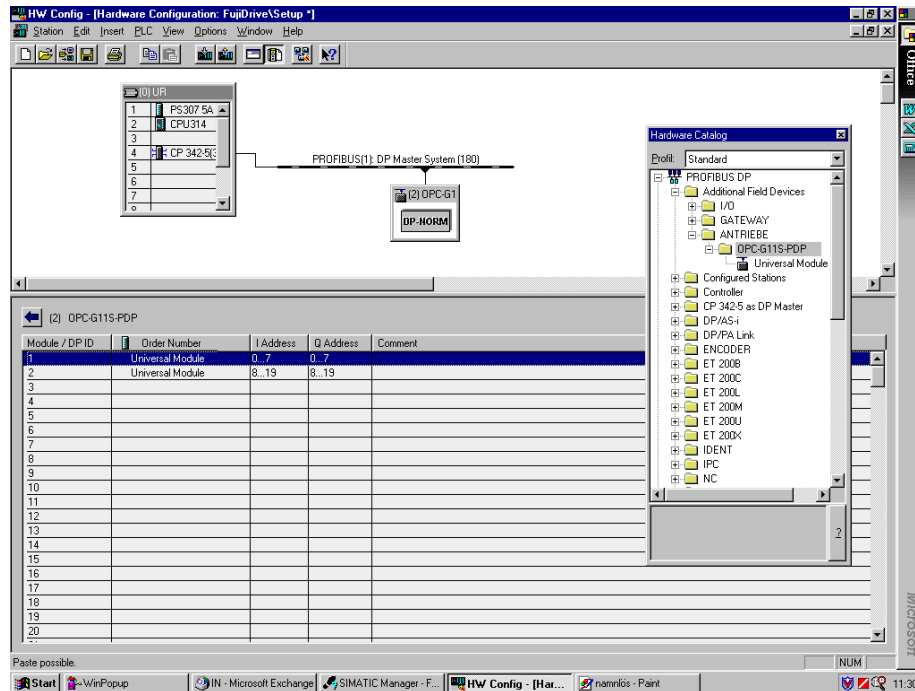 HW Config - [Hardware Configuration: FujiDrive\Setup *]
Station Edit Insert PLC View Options Window Help
(0) UR
1 PS307 5A
2 CPU314
3
4 CP 342-5(3
5
6
7
PROFIBUS(1): DP Master System (180)
(2) OPC-G1
DP-NORM
Hardware Catalog
Profil: Standard
PROFIBUS DP
Additional Field Devices
I/O
GATEWAY
ANTRIEBE
OPC-G11S-PDP
Universal Module
Configured Stations
Controller
CP 342-5 as DP Master
DP/AS-i
DP/PA Link
ENCODER
ET 200B
ET 200C
ET 200L
ET 200M
ET 200U
ET 200X
IDENT
IPC
NC
?
(2) OPC-G11S-PDP
Module / DP ID Order Number I Address Q Address Comment
1 Universal Module 0...7 0...7
2 Universal Module 8...19 8...19
3
4
5
6
7
8
9
10
11
12
13
14
15
16
17
18
19
20
Paste possible. NUM
Start WinPopup IN - Microsoft Exchange SIMATIC Manager - F... HW Config - [Har... namnlös - Paint 11:30
Office
Microsoft